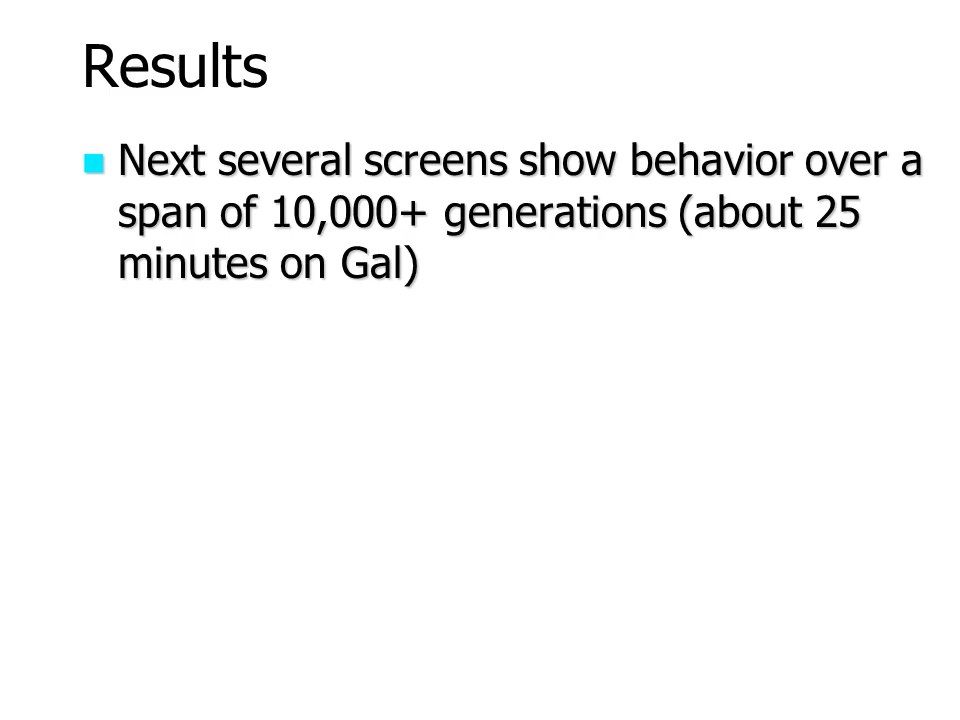 Results
Next several screens show behavior over a
span of 10,000+ generations (about 25
minutes on Gal)